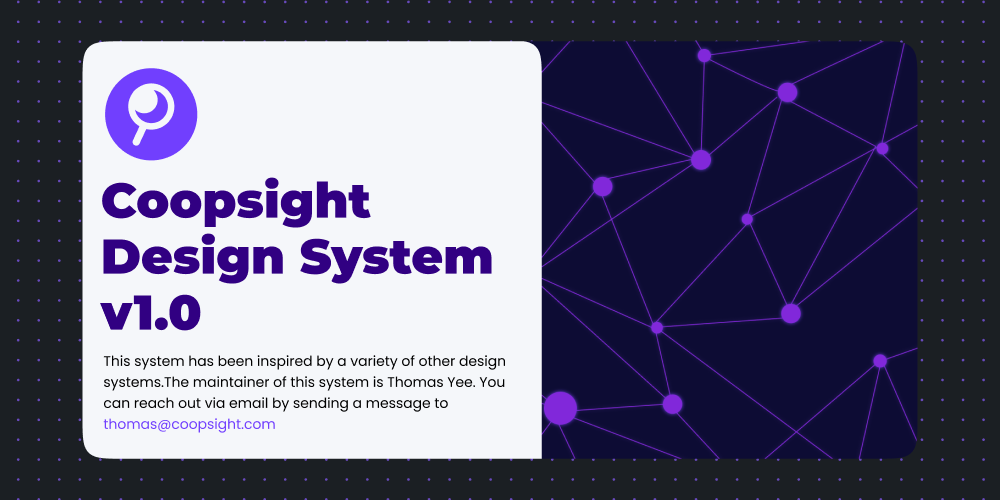 Coopsight
Design System
v1.0
This system has been inspired by a variety of other design
systems.The maintainer of this system is Thomas Yee. You
can reach out via email by sending a message to
thomas@coopsight.com